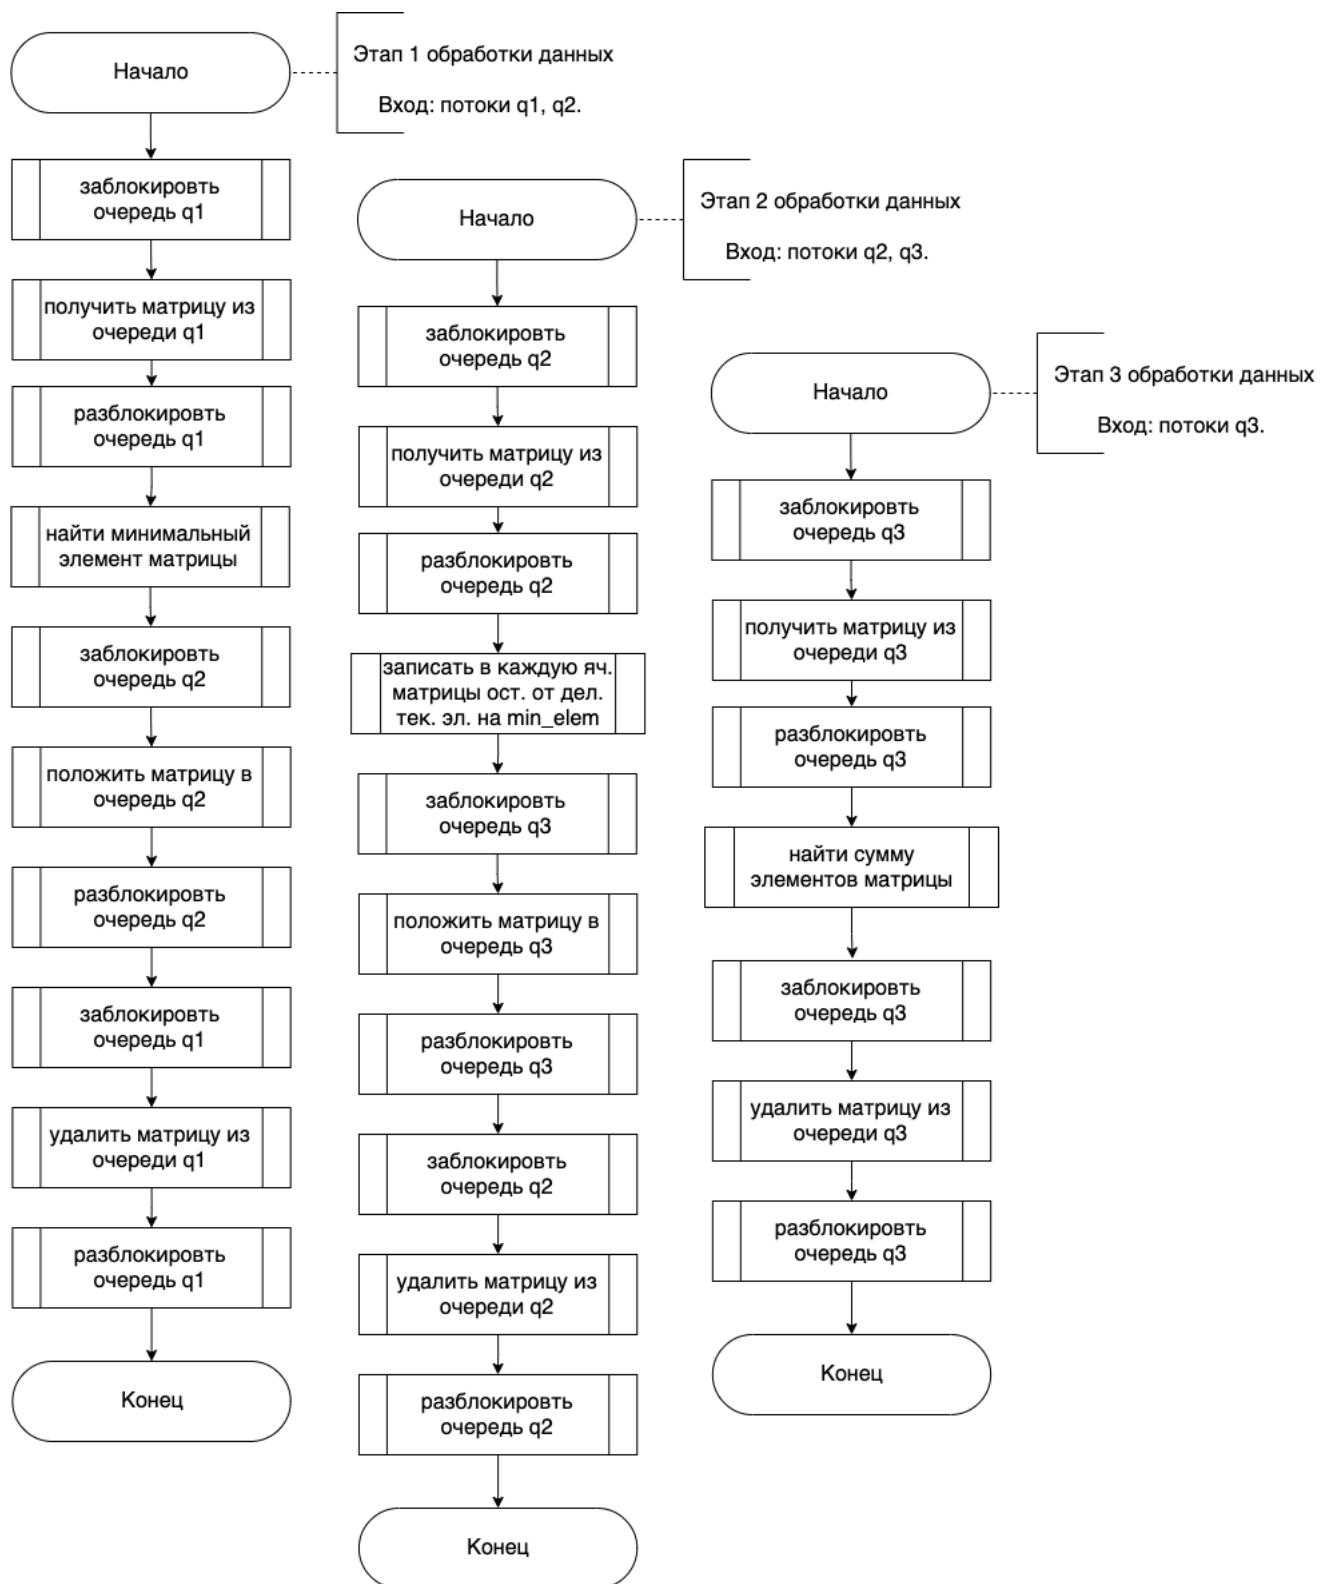 Начало
Этап 1 обработки данных
Вход: потоки q1, q2.
заблокировть
очередь q1
получить матрицу из
очереди q1
разблокировть
очередь q1
найти минимальный
элемент матрицы
заблокировть
очередь q2
положить матрицу в
очередь q2
разблокировть
очередь q2
заблокировть
очередь q1
удалить матрицу из
очереди q1
разблокировть
очередь q1
Конец
Начало
Этап 2 обработки данных
Вход: потоки q2, q3.
заблокировть
очередь q2
получить матрицу из
очереди q2
разблокировть
очередь q2
записать в каждую яч.
матрицы ост. от дел.
тек. эл. на min_elem
заблокировть
очередь q3
положить матрицу в
очередь q3
разблокировть
очередь q3
заблокировть
очередь q2
удалить матрицу из
очереди q2
разблокировть
очередь q2
Конец
Начало
Этап 3 обработки данных
Вход: потоки q3.
заблокировть
очередь q3
получить матрицу из
очереди q3
разблокировть
очередь q3
найти сумму
элементов матрицы
заблокировть
очередь q3
удалить матрицу из
очереди q3
разблокировть
очередь q3
Конец